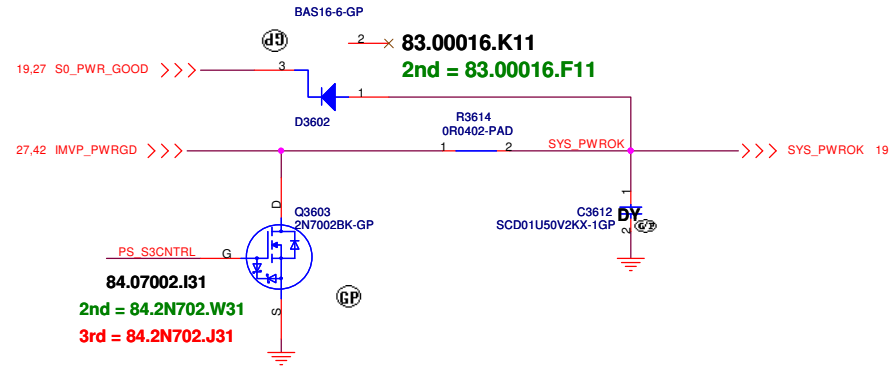 BAS16-6-GP
GP
2
83.00016.K11
2nd = 83.00016.F11
19,27 S0_PWR_GOOD
3
1
D3602
R3614
0R0402-PAD
27,42 IMVP_PWRGD
1
2
SYS_PWROK
SYS_PWROK 19
D
Q3603
2N7002BK-GP
1
C3612
DY
SCD01U50V2KX-1GP
G/P
2
PS_S3CNTRL
G
84.07002.I31
2nd = 84.2N702.W31
GP
S
3rd = 84.2N702.J31